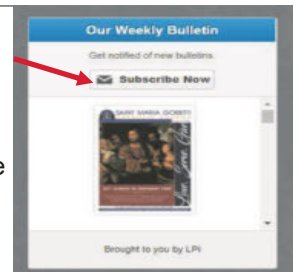 Our Weekly Bulletin
Get notified of new bulletins.
Subscribe Now
SAINT MARIA GORETTI
Brought to you by LPi
e